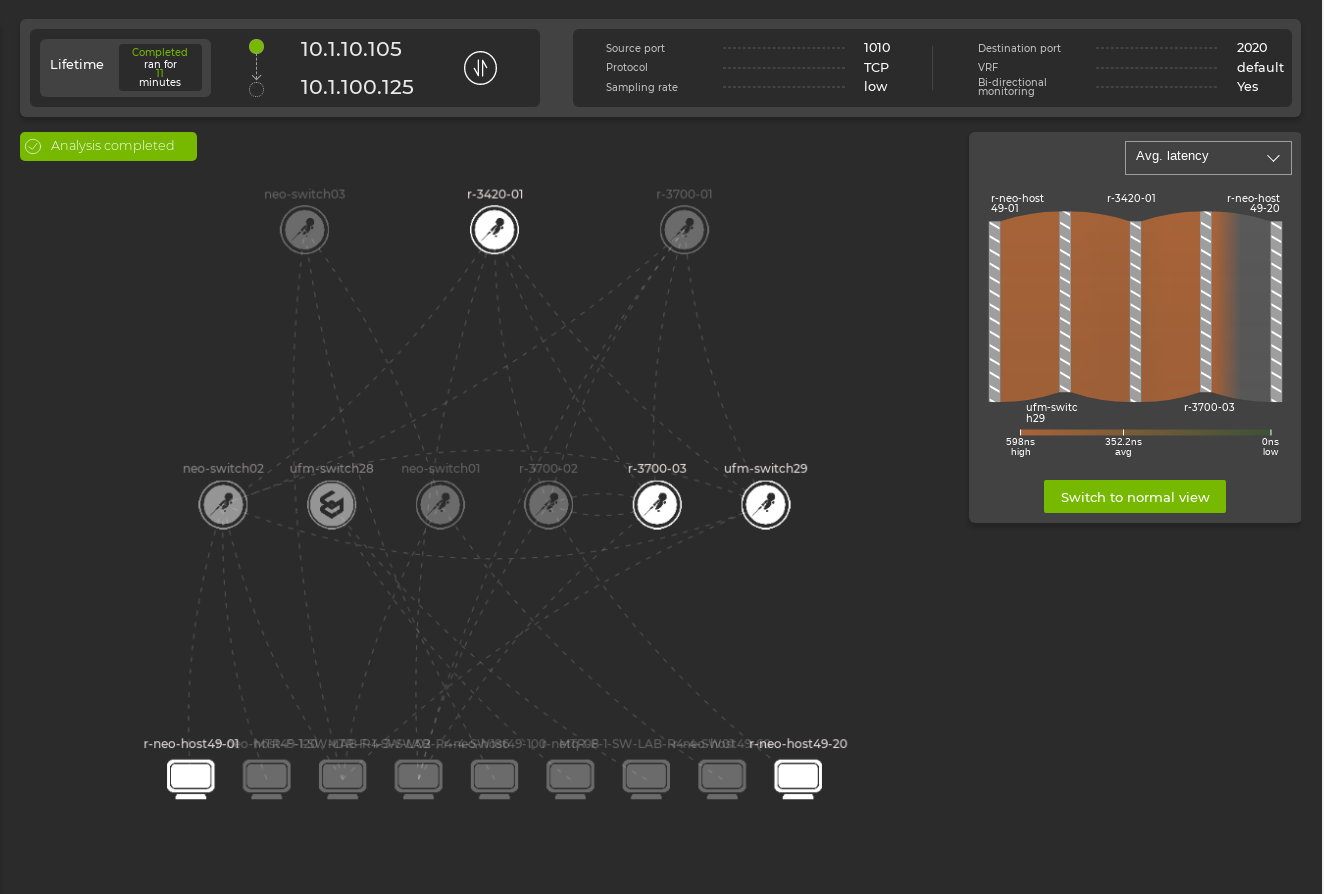 Lifetime
Completed
ran for
11
minutes
10.1.10.105
10.1.100.125
Source port
1010
Protocol
TCP
Sampling rate
low
Destination port
2020
VRF
default
Bi-directional
monitoring
Yes
Analysis completed
Avg. latency
neo-switch03
r-3420-01
r-3700-01
r-neo-host
49-01
r-3420-01
r-neo-host
49-20
ufm-switc
h29
r-3700-03
598ns
high
352.2ns
avg
0ns
low
Switch to normal view
neo-switch02
ufm-switch28
neo-switch01
r-3700-02
r-3700-03
ufm-switch29
r-neo-host49-01
r-neo-host49-20